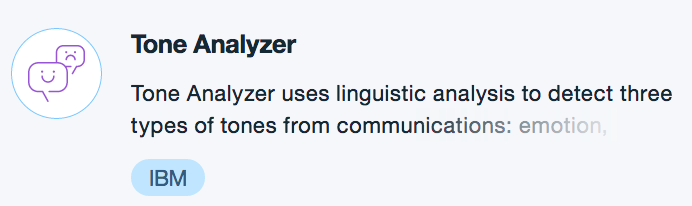 Tone Analyzer
Tone Analyzer uses linguistic analysis to detect three
types of tones from communications: emotion,
IBM